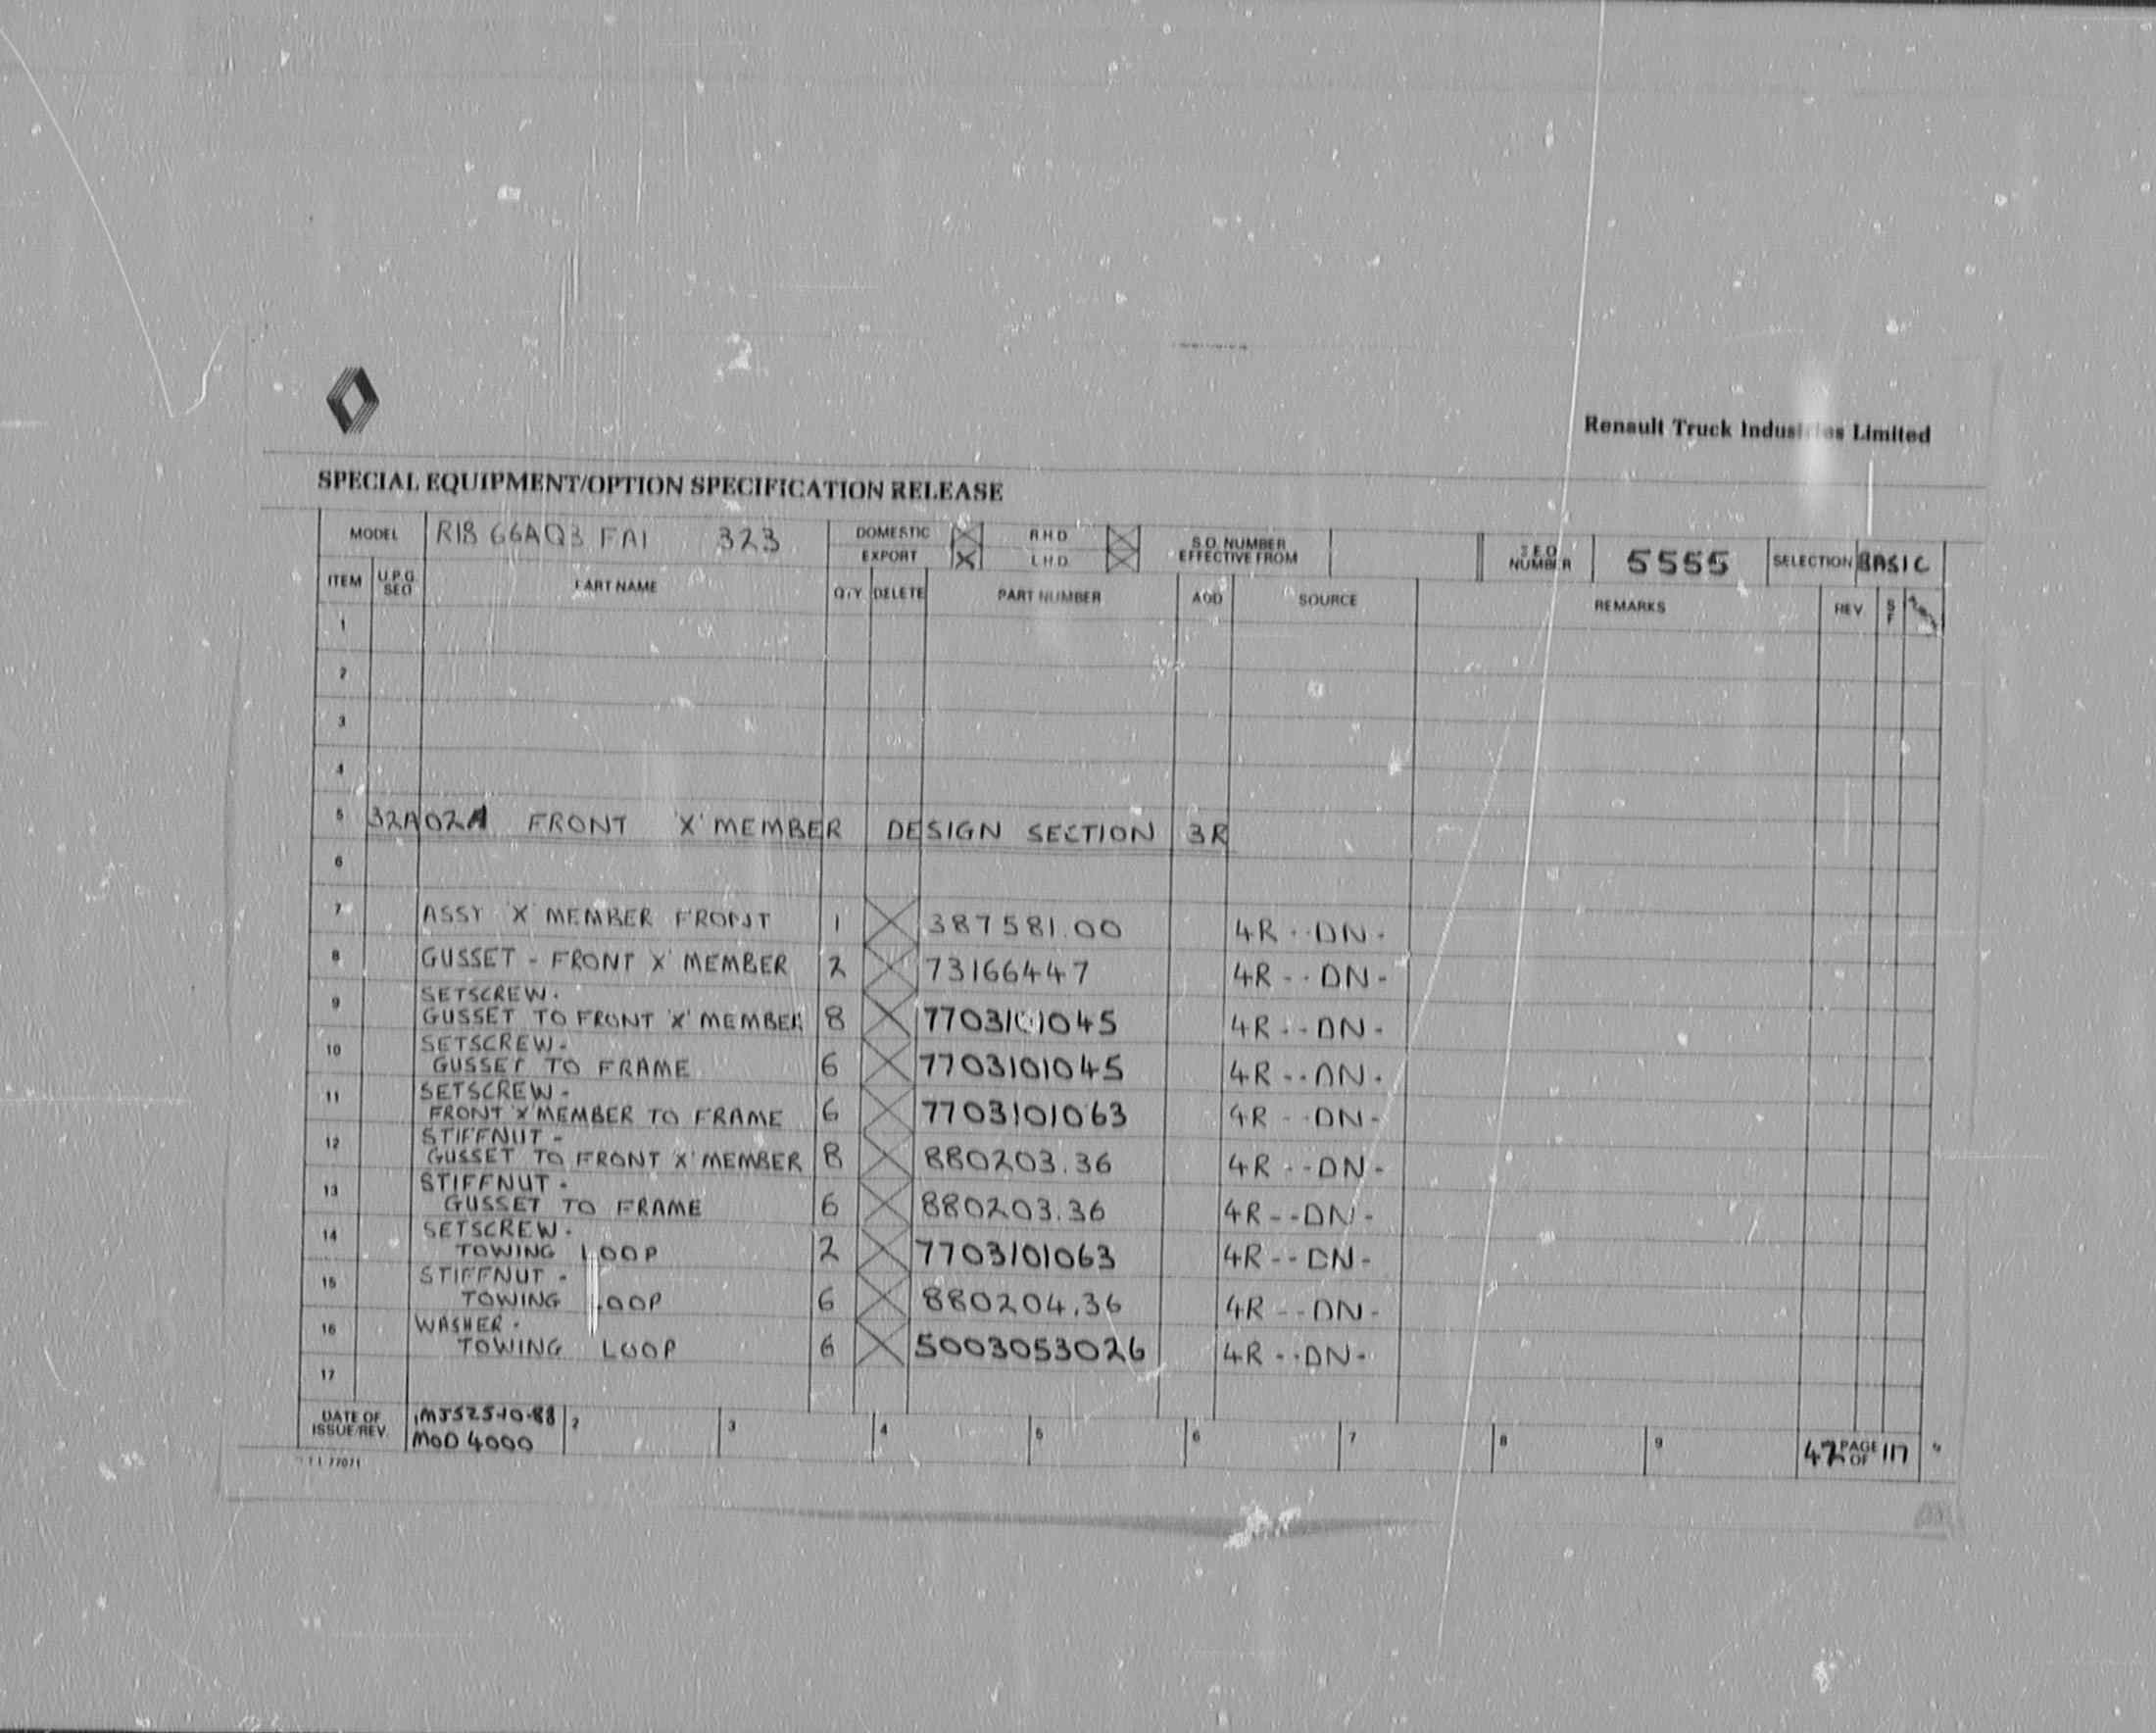 Renault Truck Industries Limited
SPECIAL EQUIPMENT/OPTION SPECIFICATION RELEASE
MODEL R18 66AQ3 FA1 323 DOMESTIC RHD S.O. NUMBER EFFECTIVE FROM S.E.O NUMBER 5555 SELECTION BASIC
EXPORT LHD
ITEM U.P.G. SEQ PART NAME QTY DELETE PART NUMBER ADD SOURCE REMARKS REV S F
1
2
3
4
5 32A02A FRONT 'X' MEMBER DESIGN SECTION 3R
6
7 ASSY 'X' MEMBER FRONT 1 387581.00 4R--DN-
8 GUSSET - FRONT 'X' MEMBER 2 73166447 4R--DN-
9 SETSCREW-
GUSSET TO FRONT 'X' MEMBER 8 7703101045 4R--DN-
10 SETSCREW-
GUSSET TO FRAME 6 7703101045 4R--DN-
11 SETSCREW-
FRONT 'X' MEMBER TO FRAME 6 7703101063 4R--DN-
12 STIFFNUT-
GUSSET TO FRONT 'X' MEMBER 8 880203.36 4R--DN-
13 STIFFNUT-
GUSSET TO FRAME 6 880203.36 4R--DN-
14 SETSCREW-
TOWING LOOP 2 7703101063 4R--DN-
15 STIFFNUT-
TOWING LOOP 6 880204.36 4R--DN-
16 WASHER-
TOWING LOOP 6 5003053026 4R--DN-
17
DATE OF ISSUE/REV. 1 MJS 25-10-88 2 3 4 5 6 7 8 9 PAGE OF 117
MOD 4000
77071